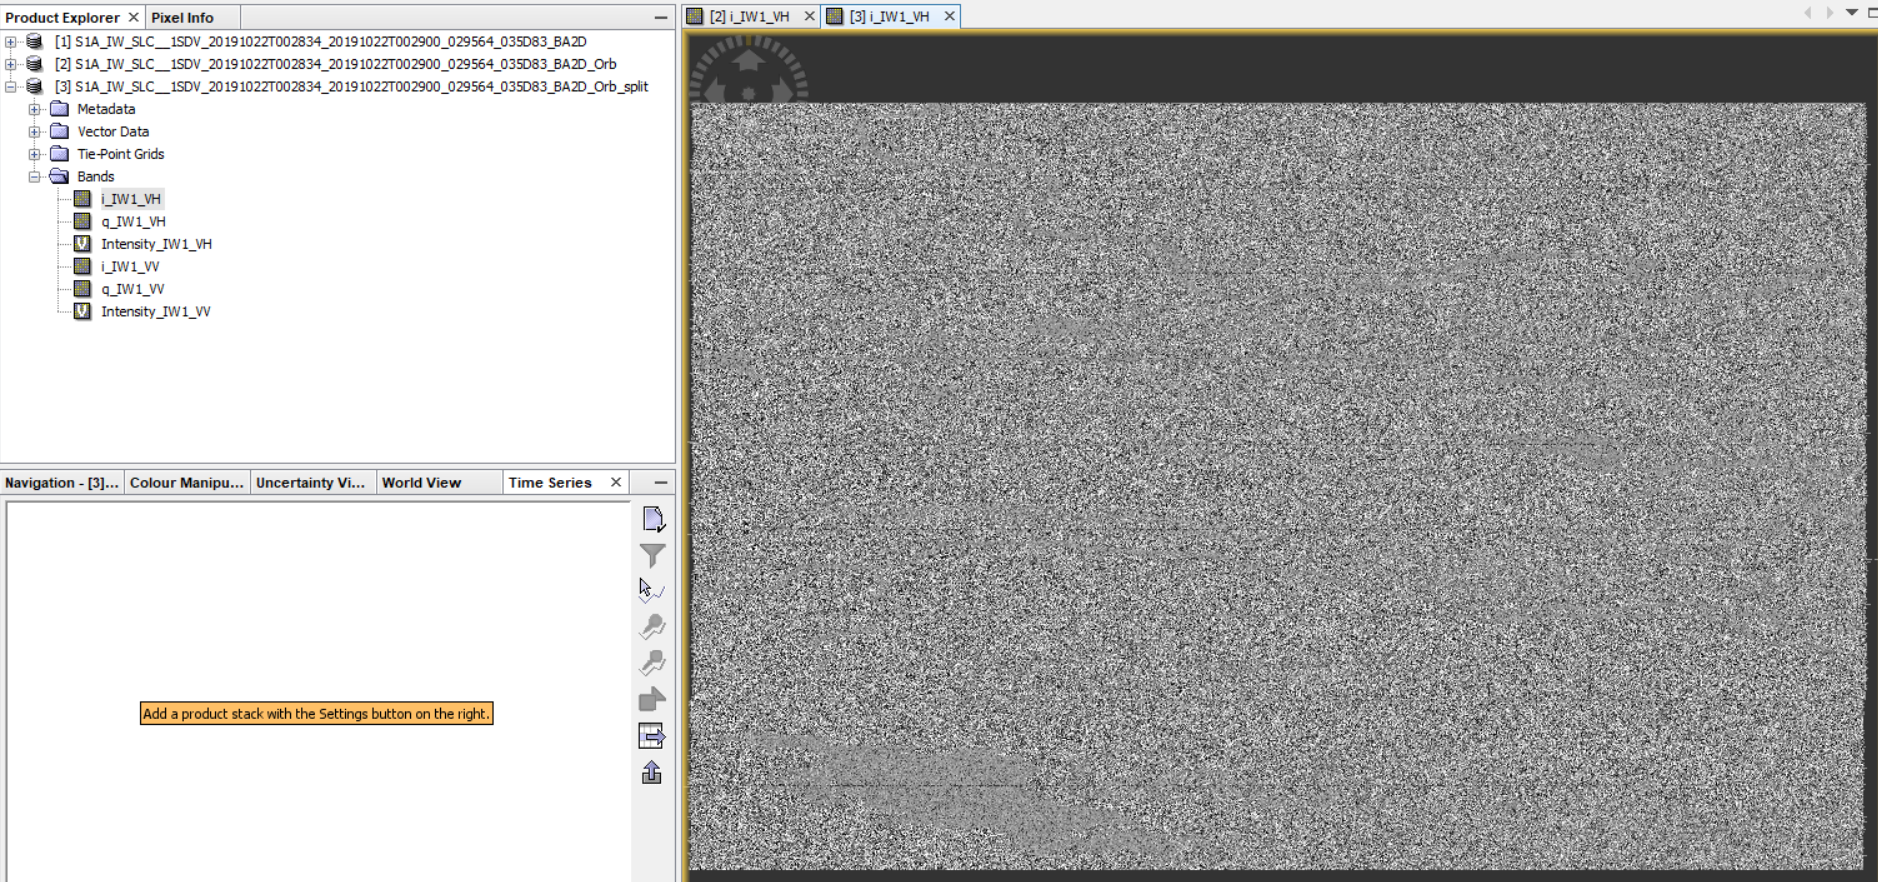 Product Explorer
Pixel Info
[1] S1A_IW_SLC__1SDV_20191022T002834_20191022T002900_029564_035D83_BA2D
[2] S1A_IW_SLC__1SDV_20191022T002834_20191022T002900_029564_035D83_BA2D_Orb
[3] S1A_IW_SLC__1SDV_20191022T002834_20191022T002900_029564_035D83_BA2D_Orb_split
Metadata
Vector Data
Tie-Point Grids
Bands
i_IW1_VH
q_IW1_VH
Intensity_IW1_VH
i_IW1_VV
q_IW1_VV
Intensity_IW1_VV
Navigation - [3]...
Colour Manipu...
Uncertainty Vi...
World View
Time Series
Add a product stack with the Settings button on the right.
[2] i_IW1_VH
[3] i_IW1_VH